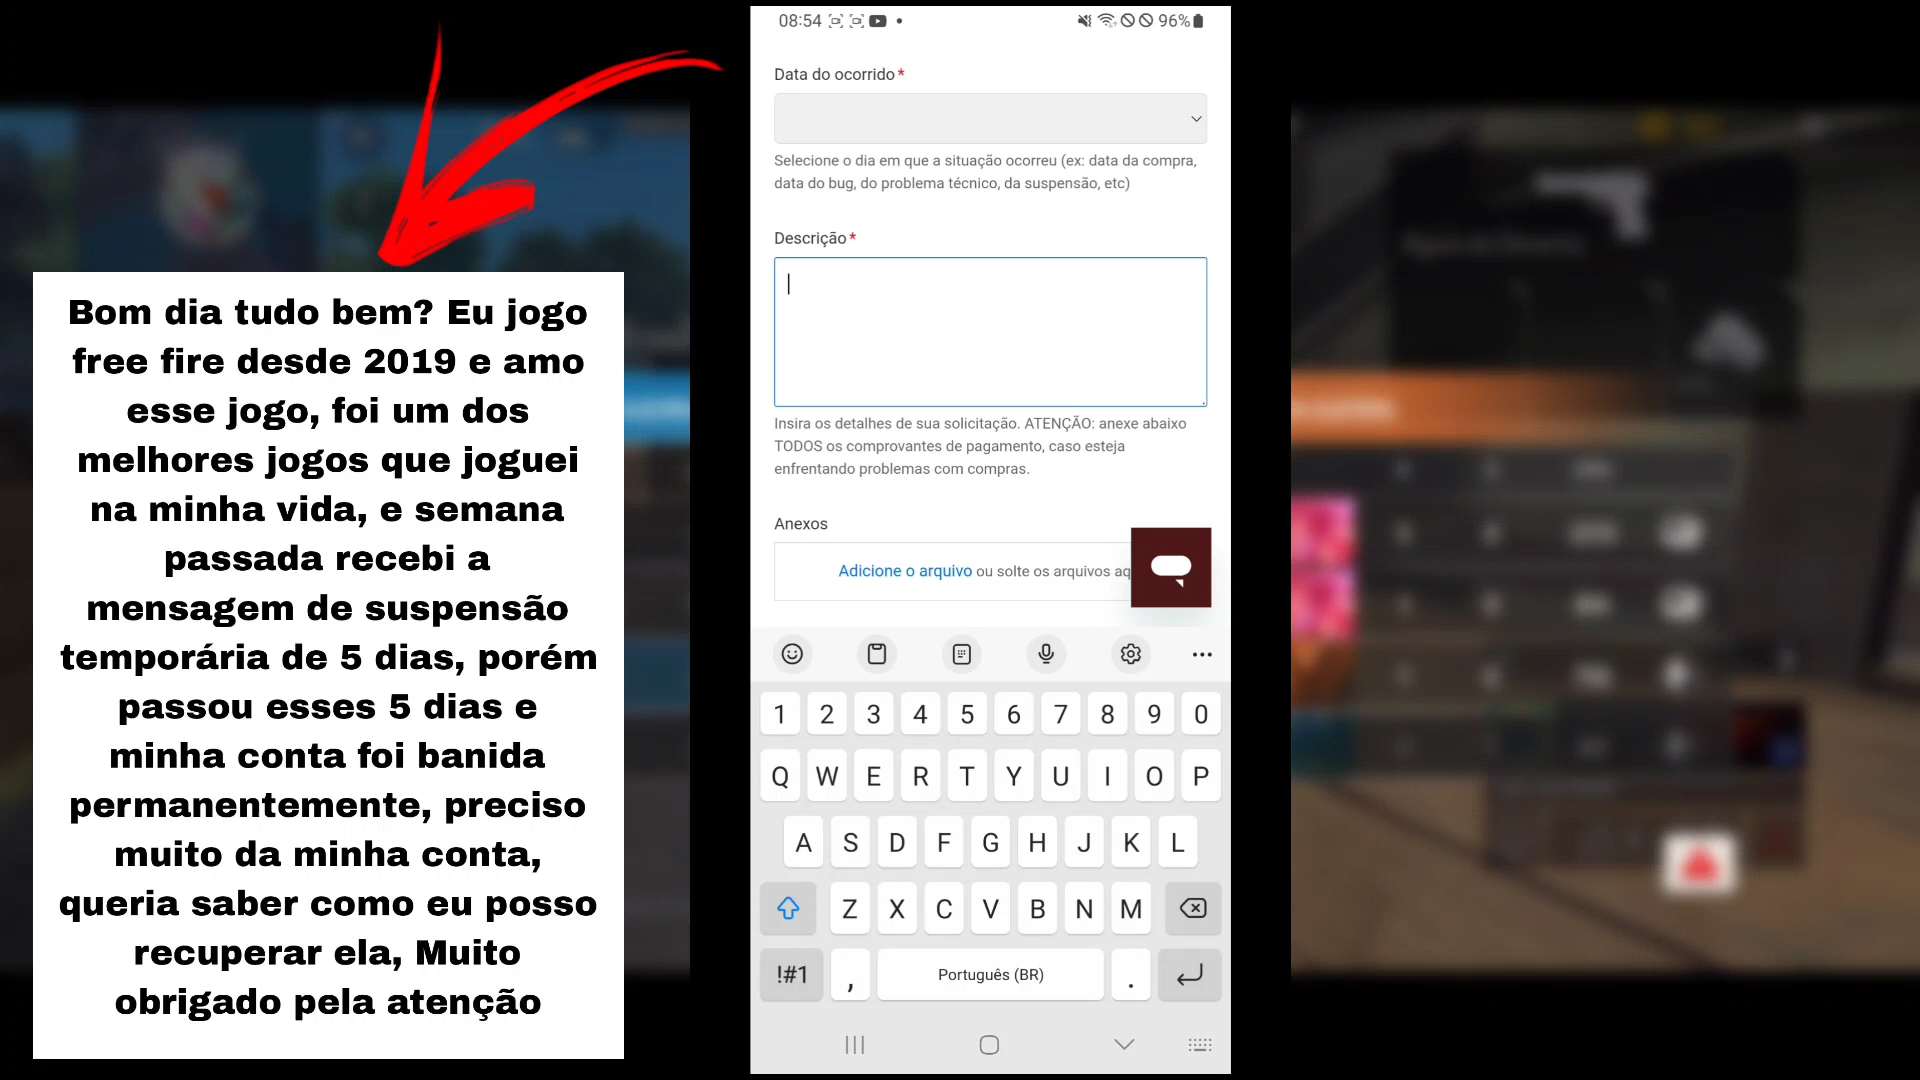 Bom dia tudo bem? Eu jogo
free fire desde 2019 e amo
esse jogo, foi um dos
melhores jogos que joguei
na minha vida, e semana
passada recebi a
mensagem de suspensão
temporária de 5 dias, porém
passou esses 5 dias e
minha conta foi banida
permanentemente, preciso
muito da minha conta,
queria saber como eu posso
recuperar ela, Muito
obrigado pela atenção
08:54 96%
Data do ocorrido*
Selecione o dia em que a situação ocorreu (ex: data da compra,
data do bug, do problema técnico, da suspensão, etc)
Descrição*
Insira os detalhes de sua solicitação. ATENÇÃO: anexe abaixo
TODOS os comprovantes de pagamento, caso esteja
enfrentando problemas com compras.
Anexos
Adicione o arquivo ou solte os arquivos aq
1 2 3 4 5 6 7 8 9 0
Q W E R T Y U I O P
A S D F G H J K L
Z X C V B N M
!#1 , Português (BR) .